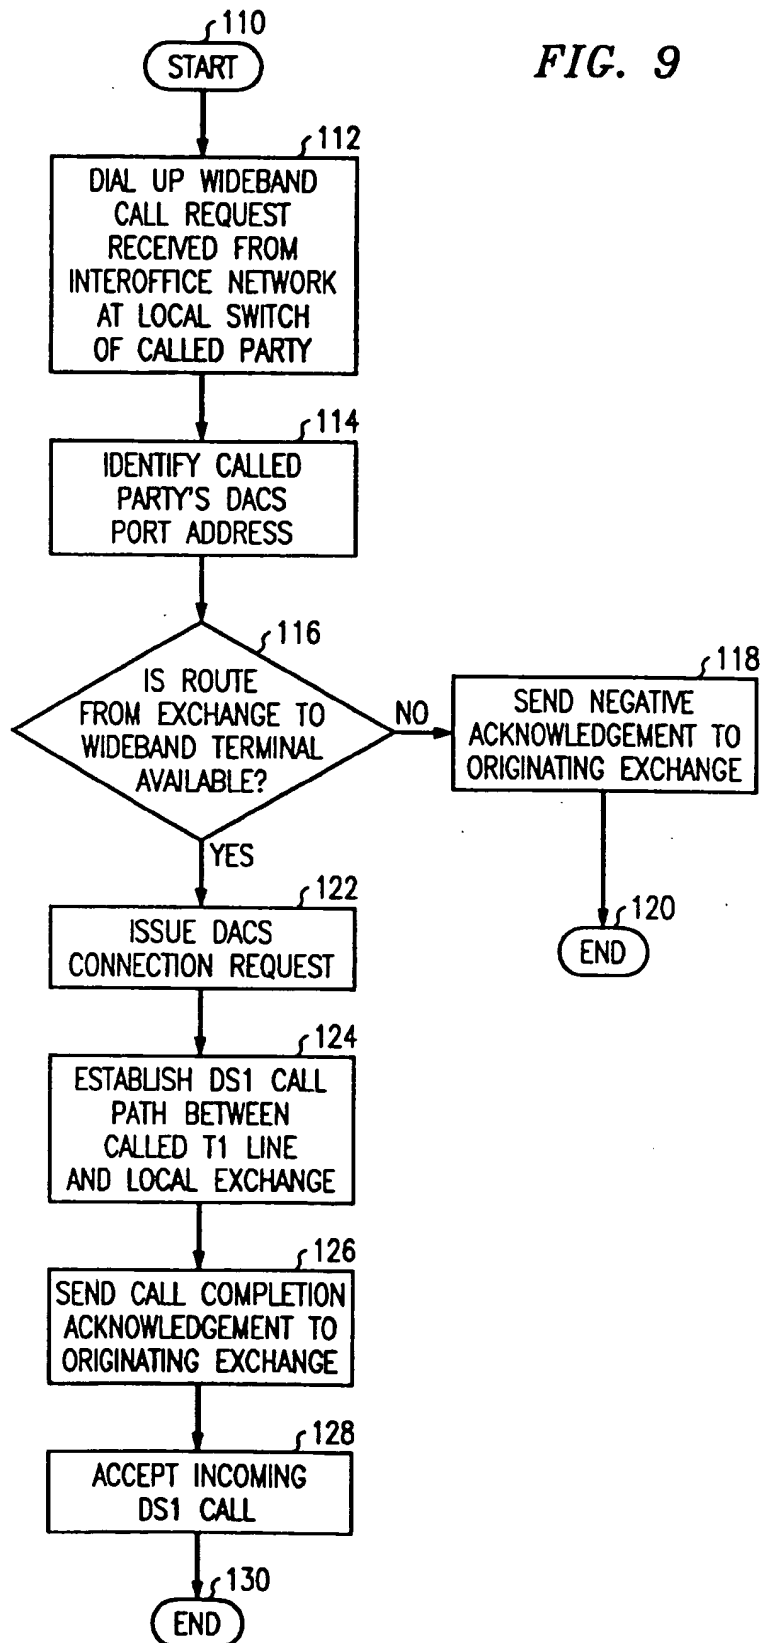 110
START
FIG. 9
112
DIAL UP WIDEBAND
CALL REQUEST
RECEIVED FROM
INTEROFFICE NETWORK
AT LOCAL SWITCH
OF CALLED PARTY
114
IDENTIFY CALLED
PARTY'S DACS
PORT ADDRESS
116
IS ROUTE
FROM EXCHANGE TO
WIDEBAND TERMINAL
AVAILABLE?
NO
118
SEND NEGATIVE
ACKNOWLEDGEMENT TO
ORIGINATING EXCHANGE
YES
120
END
122
ISSUE DACS
CONNECTION REQUEST
124
ESTABLISH DS1 CALL
PATH BETWEEN
CALLED T1 LINE
AND LOCAL EXCHANGE
126
SEND CALL COMPLETION
ACKNOWLEDGEMENT TO
ORIGINATING EXCHANGE
128
ACCEPT INCOMING
DS1 CALL
130
END